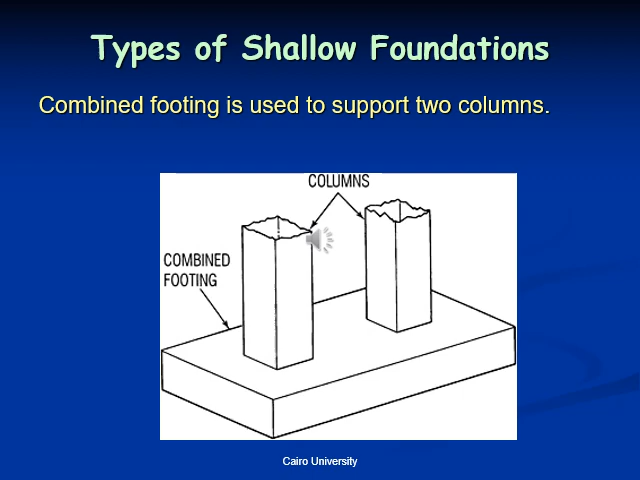 Types of Shallow Foundations
Combined footing is used to support two columns.
COLUMNS
COMBINED
FOOTING
Cairo University